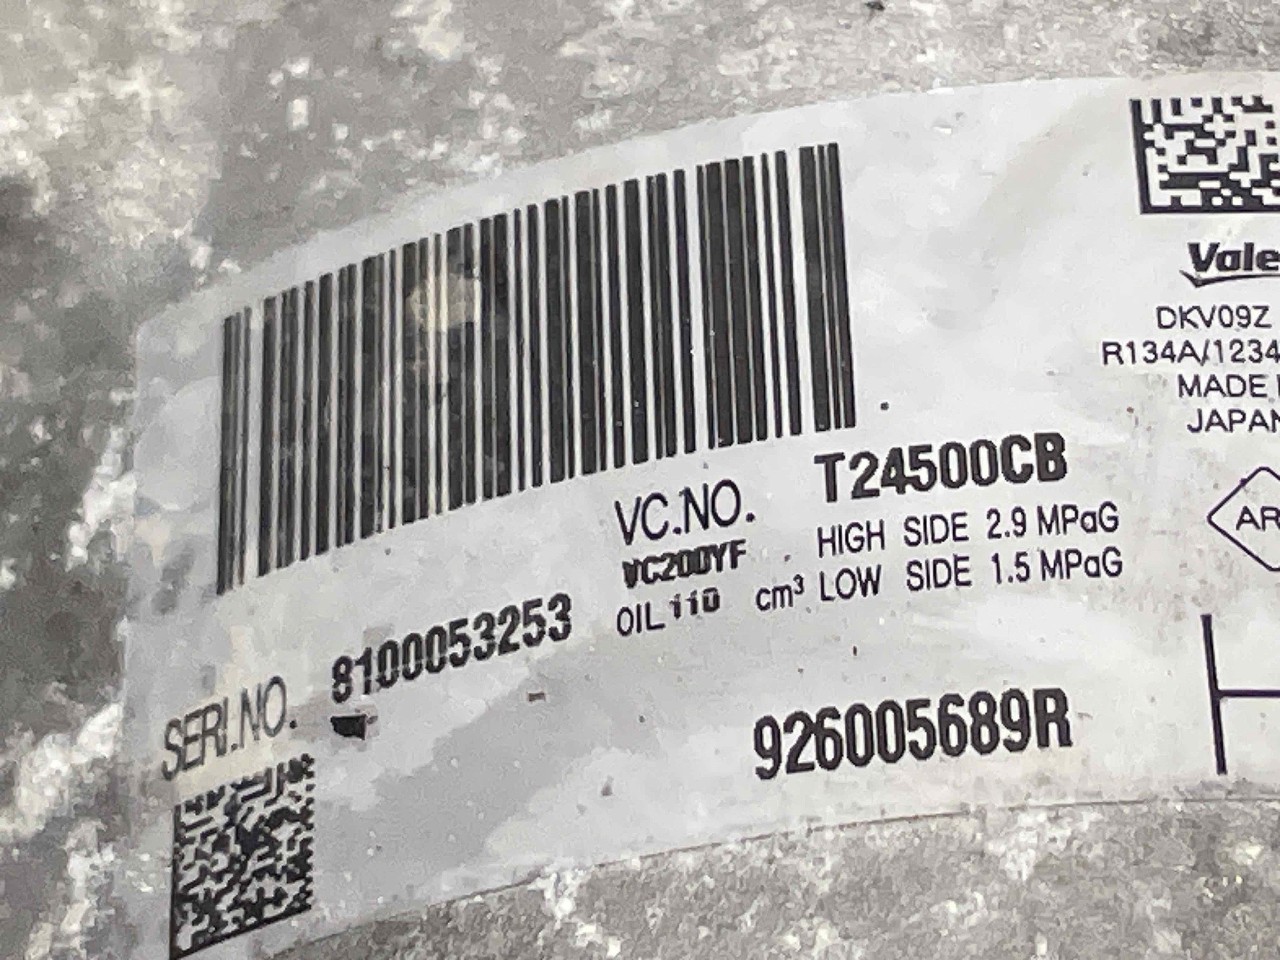 Vale
DKV09Z
R134A/1234
MADE
JAPAN
VC.NO. T24500CB
VC200YF HIGH SIDE 2.9 MPaG
OIL 110 cm³ LOW SIDE 1.5 MPaG
AR
SERI.NO. 8100053253
926005689R